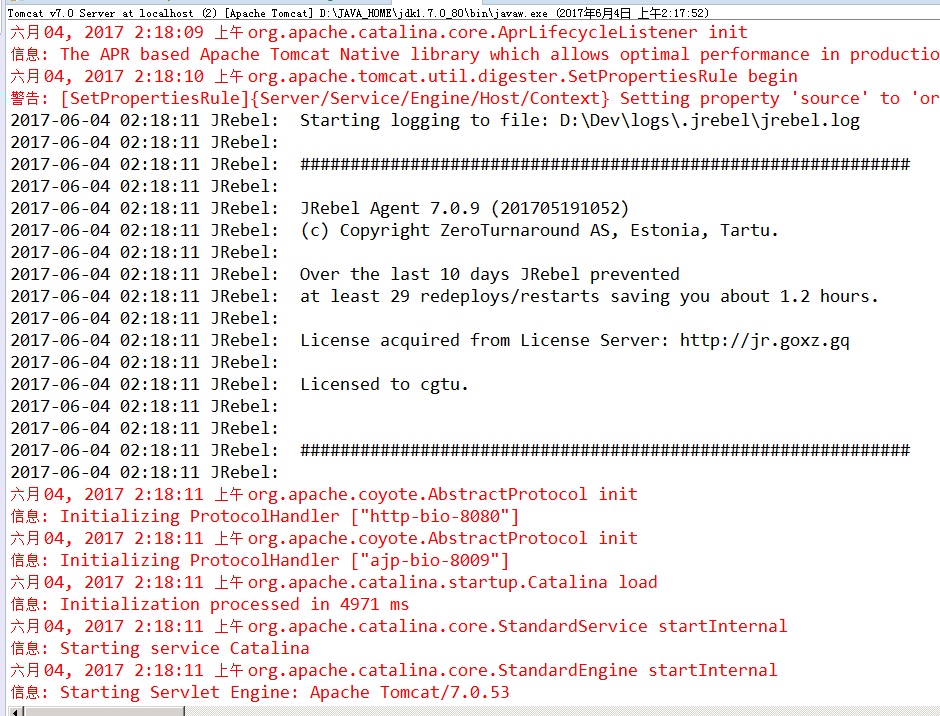 Tomcat v7.0 Server at localhost (2) [Apache Tomcat] D:\JAVA_HOME\jdk1.7.0_80\bin\javaw.exe (2017年6月4日 上午2:17:52)
六月 04, 2017 2:18:09 上午 org.apache.catalina.core.AprLifecycleListener init
信息: The APR based Apache Tomcat Native library which allows optimal performance in productio
六月 04, 2017 2:18:10 上午 org.apache.tomcat.util.digester.SetPropertiesRule begin
警告: [SetPropertiesRule]{Server/Service/Engine/Host/Context} Setting property 'source' to 'or
2017-06-04 02:18:11 JRebel:  Starting logging to file: D:\Dev\logs\.jrebel\jrebel.log
2017-06-04 02:18:11 JRebel:
2017-06-04 02:18:11 JRebel:  #############################################################
2017-06-04 02:18:11 JRebel:
2017-06-04 02:18:11 JRebel:  JRebel Agent 7.0.9 (201705191052)
2017-06-04 02:18:11 JRebel:  (c) Copyright ZeroTurnaround AS, Estonia, Tartu.
2017-06-04 02:18:11 JRebel:
2017-06-04 02:18:11 JRebel:  Over the last 10 days JRebel prevented
2017-06-04 02:18:11 JRebel:  at least 29 redeploys/restarts saving you about 1.2 hours.
2017-06-04 02:18:11 JRebel:
2017-06-04 02:18:11 JRebel:  License acquired from License Server: http://jr.goxz.gq
2017-06-04 02:18:11 JRebel:
2017-06-04 02:18:11 JRebel:  Licensed to cgtu.
2017-06-04 02:18:11 JRebel:
2017-06-04 02:18:11 JRebel:
2017-06-04 02:18:11 JRebel:  #############################################################
2017-06-04 02:18:11 JRebel:
六月 04, 2017 2:18:11 上午 org.apache.coyote.AbstractProtocol init
信息: Initializing ProtocolHandler ["http-bio-8080"]
六月 04, 2017 2:18:11 上午 org.apache.coyote.AbstractProtocol init
信息: Initializing ProtocolHandler ["ajp-bio-8009"]
六月 04, 2017 2:18:11 上午 org.apache.catalina.startup.Catalina load
信息: Initialization processed in 4971 ms
六月 04, 2017 2:18:11 上午 org.apache.catalina.core.StandardService startInternal
信息: Starting service Catalina
六月 04, 2017 2:18:11 上午 org.apache.catalina.core.StandardEngine startInternal
信息: Starting Servlet Engine: Apache Tomcat/7.0.53